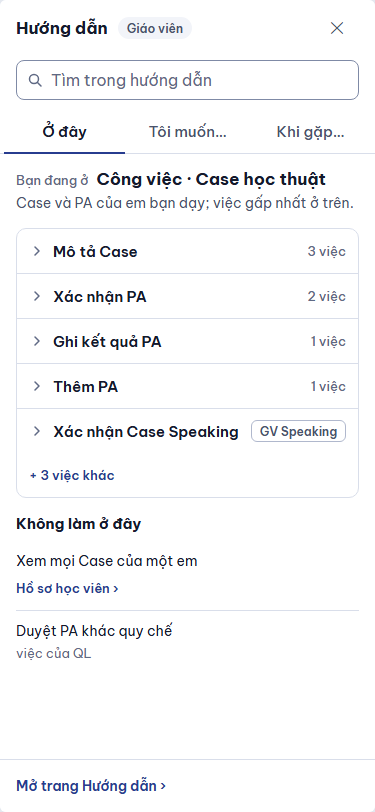 Hướng dẫn Giáo viên
Tìm trong hướng dẫn
Ở đây Tôi muốn... Khi gặp...
Bạn đang ở Công việc · Case học thuật
Case và PA của em bạn dạy; việc gấp nhất ở trên.
Mô tả Case 3 việc
Xác nhận PA 2 việc
Ghi kết quả PA 1 việc
Thêm PA 1 việc
Xác nhận Case Speaking GV Speaking
+ 3 việc khác
Không làm ở đây
Xem mọi Case của một em
Hồ sơ học viên ›
Duyệt PA khác quy chế
việc của QL
Mở trang Hướng dẫn ›